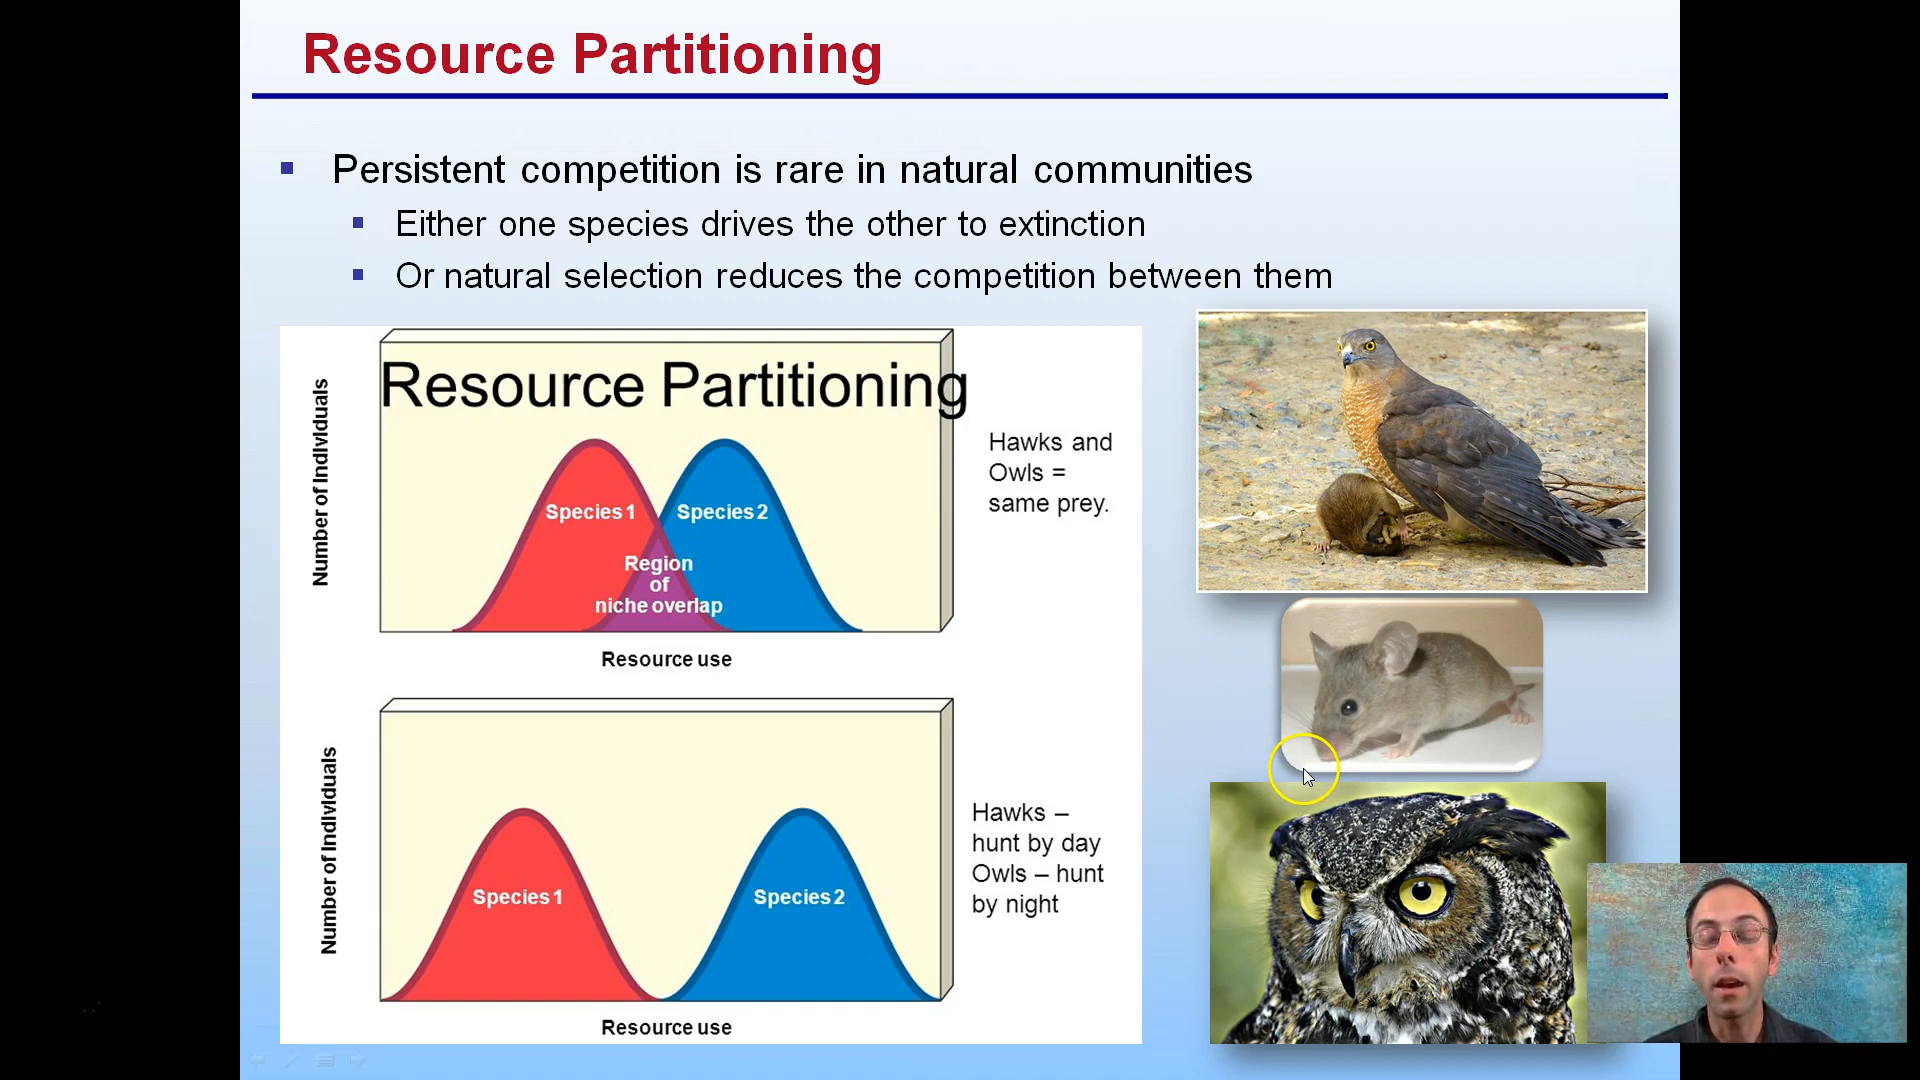 Resource Partitioning
Persistent competition is rare in natural communities
Either one species drives the other to extinction
Or natural selection reduces the competition between them
Resource Partitioning
Number of Individuals
Species 1
Species 2
Region
of
niche overlap
Resource use
Hawks and
Owls =
same prey.
Number of Individuals
Species 1
Species 2
Resource use
Hawks –
hunt by day
Owls – hunt
by night